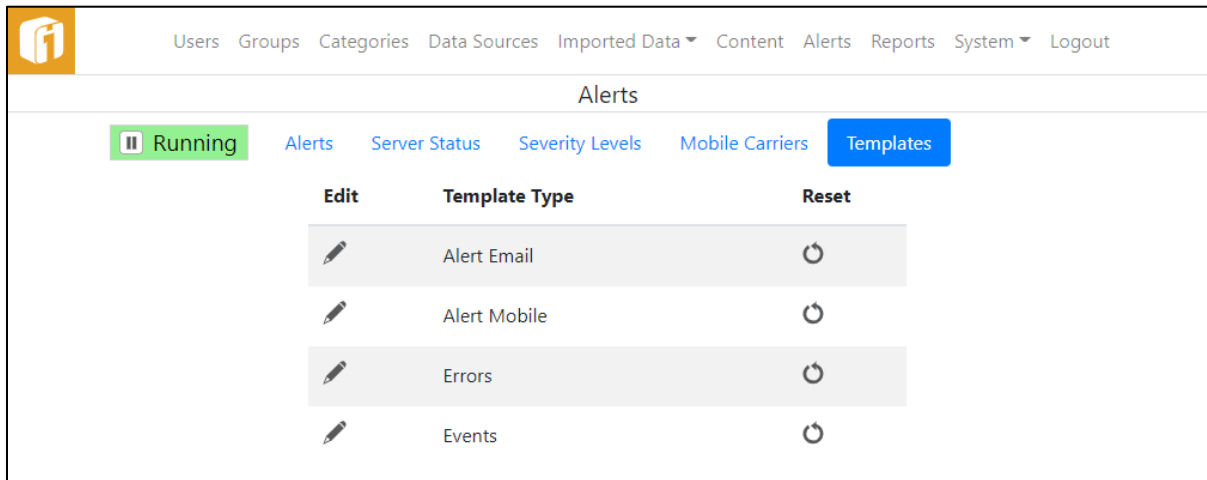 Users Groups Categories Data Sources Imported Data Content Alerts Reports System Logout
Alerts
Running Alerts Server Status Severity Levels Mobile Carriers Templates
Edit Template Type Reset
Alert Email
Alert Mobile
Errors
Events